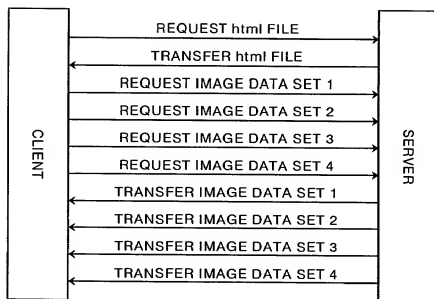 REQUEST html FILE
TRANSFER html FILE
REQUEST IMAGE DATA SET 1
REQUEST IMAGE DATA SET 2
REQUEST IMAGE DATA SET 3
REQUEST IMAGE DATA SET 4
TRANSFER IMAGE DATA SET 1
TRANSFER IMAGE DATA SET 2
TRANSFER IMAGE DATA SET 3
TRANSFER IMAGE DATA SET 4
CLIENT
SERVER